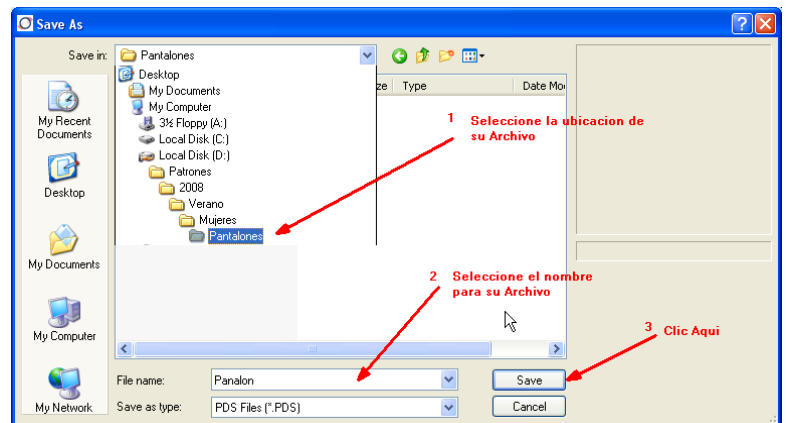 Save As
Save in: Pantalones
Desktop
My Documents
My Computer
3½ Floppy (A:)
Local Disk (C:)
Local Disk (D:)
Patrones
2008
Verano
Mujeres
Pantalones
ze Type Date Mo
My Recent
Documents
Desktop
My Documents
My Computer
My Network
1 Seleccione la ubicacion de
su Archivo
2 Seleccione el nombre
para su Archivo
3 Clic Aqui
File name: Panalon Save
Save as type: PDS Files (*.PDS) Cancel